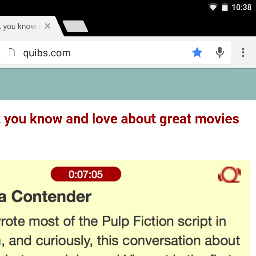 10:38
you know
quibs.com
you know and love about great movies
0:07:05
a Contender
rote most of the Pulp Fiction script in
, and curiously, this conversation about